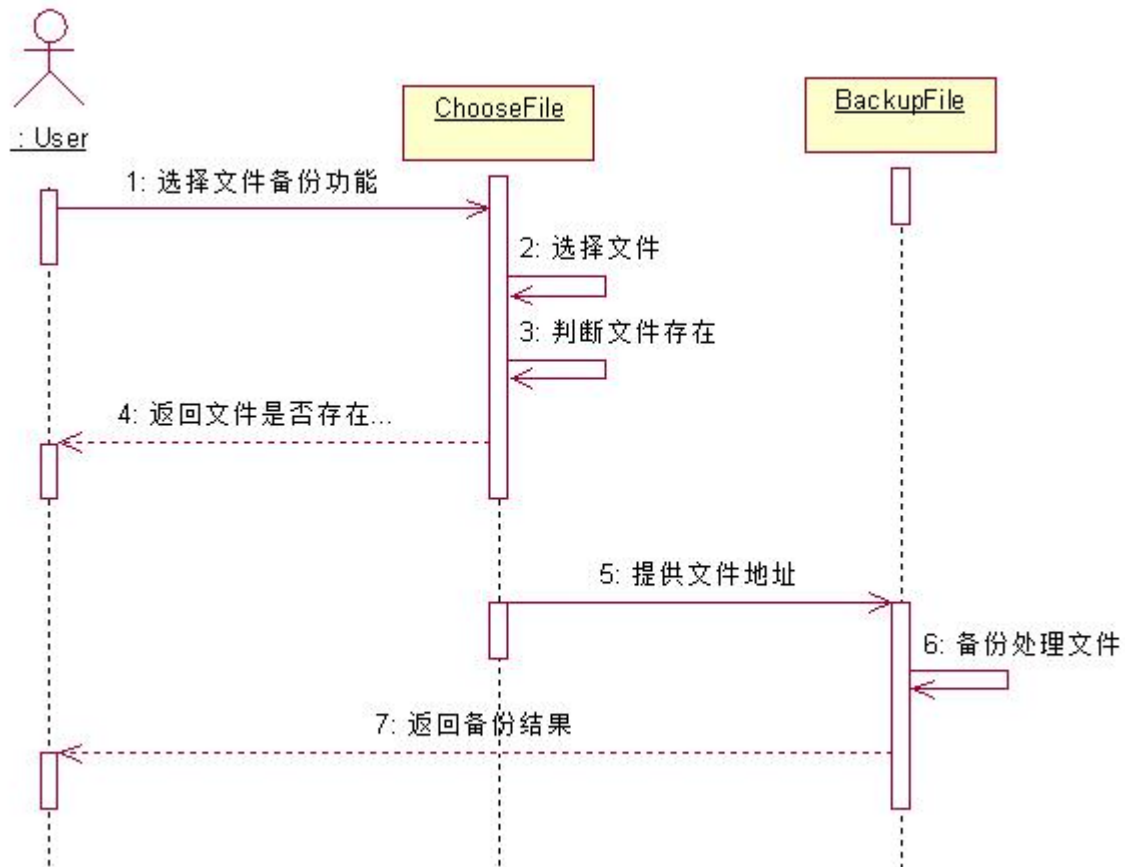 : User
ChooseFile
BackupFile
1: 选择文件备份功能
2: 选择文件
3: 判断文件存在
4: 返回文件是否存在...
5: 提供文件地址
6: 备份处理文件
7: 返回备份结果